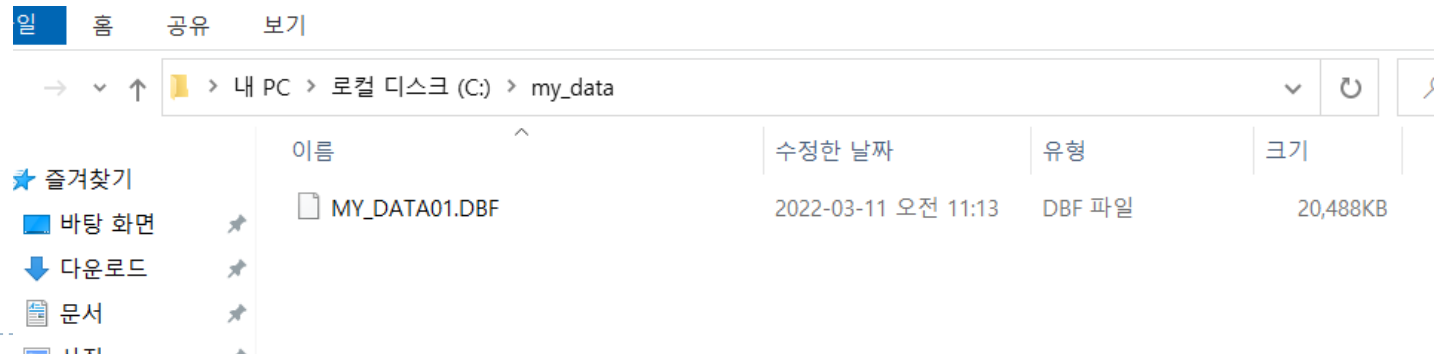 일 홈 공유 보기
내 PC > 로컬 디스크 (C:) > my_data
이름 수정한 날짜 유형 크기
즐겨찾기
MY_DATA01.DBF 2022-03-11 오전 11:13 DBF 파일 20,488KB
바탕 화면
다운로드
문서